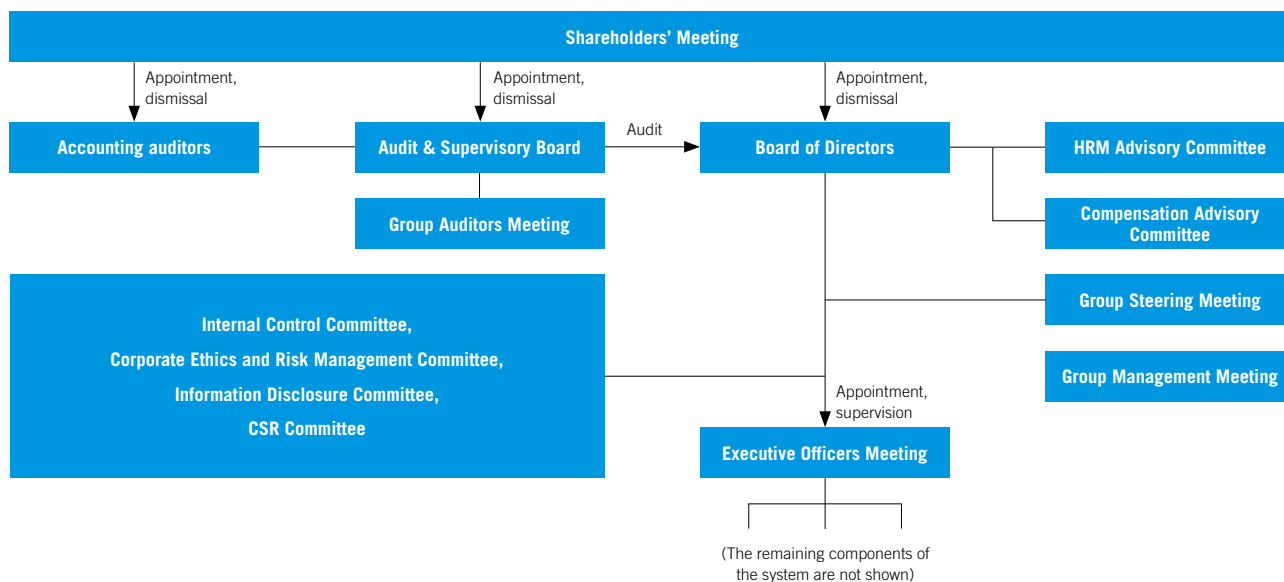 Shareholders’ Meeting
Appointment,
dismissal
Appointment,
dismissal
Appointment,
dismissal
Accounting auditors
Audit & Supervisory Board
Audit
Board of Directors
HRM Advisory Committee
Group Auditors Meeting
Compensation Advisory
Committee
Internal Control Committee,
Corporate Ethics and Risk Management Committee,
Information Disclosure Committee,
CSR Committee
Group Steering Meeting
Group Management Meeting
Appointment,
supervision
Executive Officers Meeting
(The remaining components of
the system are not shown)